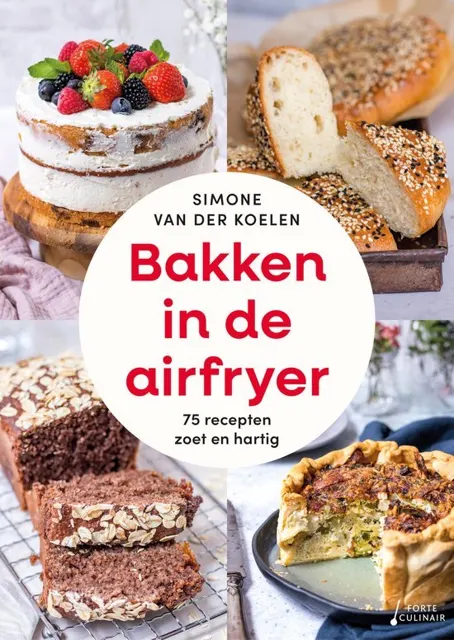 SIMONE
VAN DER KOELEN
Bakken
in de
airfryer
75 recepten
zoet en hartig
FORTE
CULINAIR